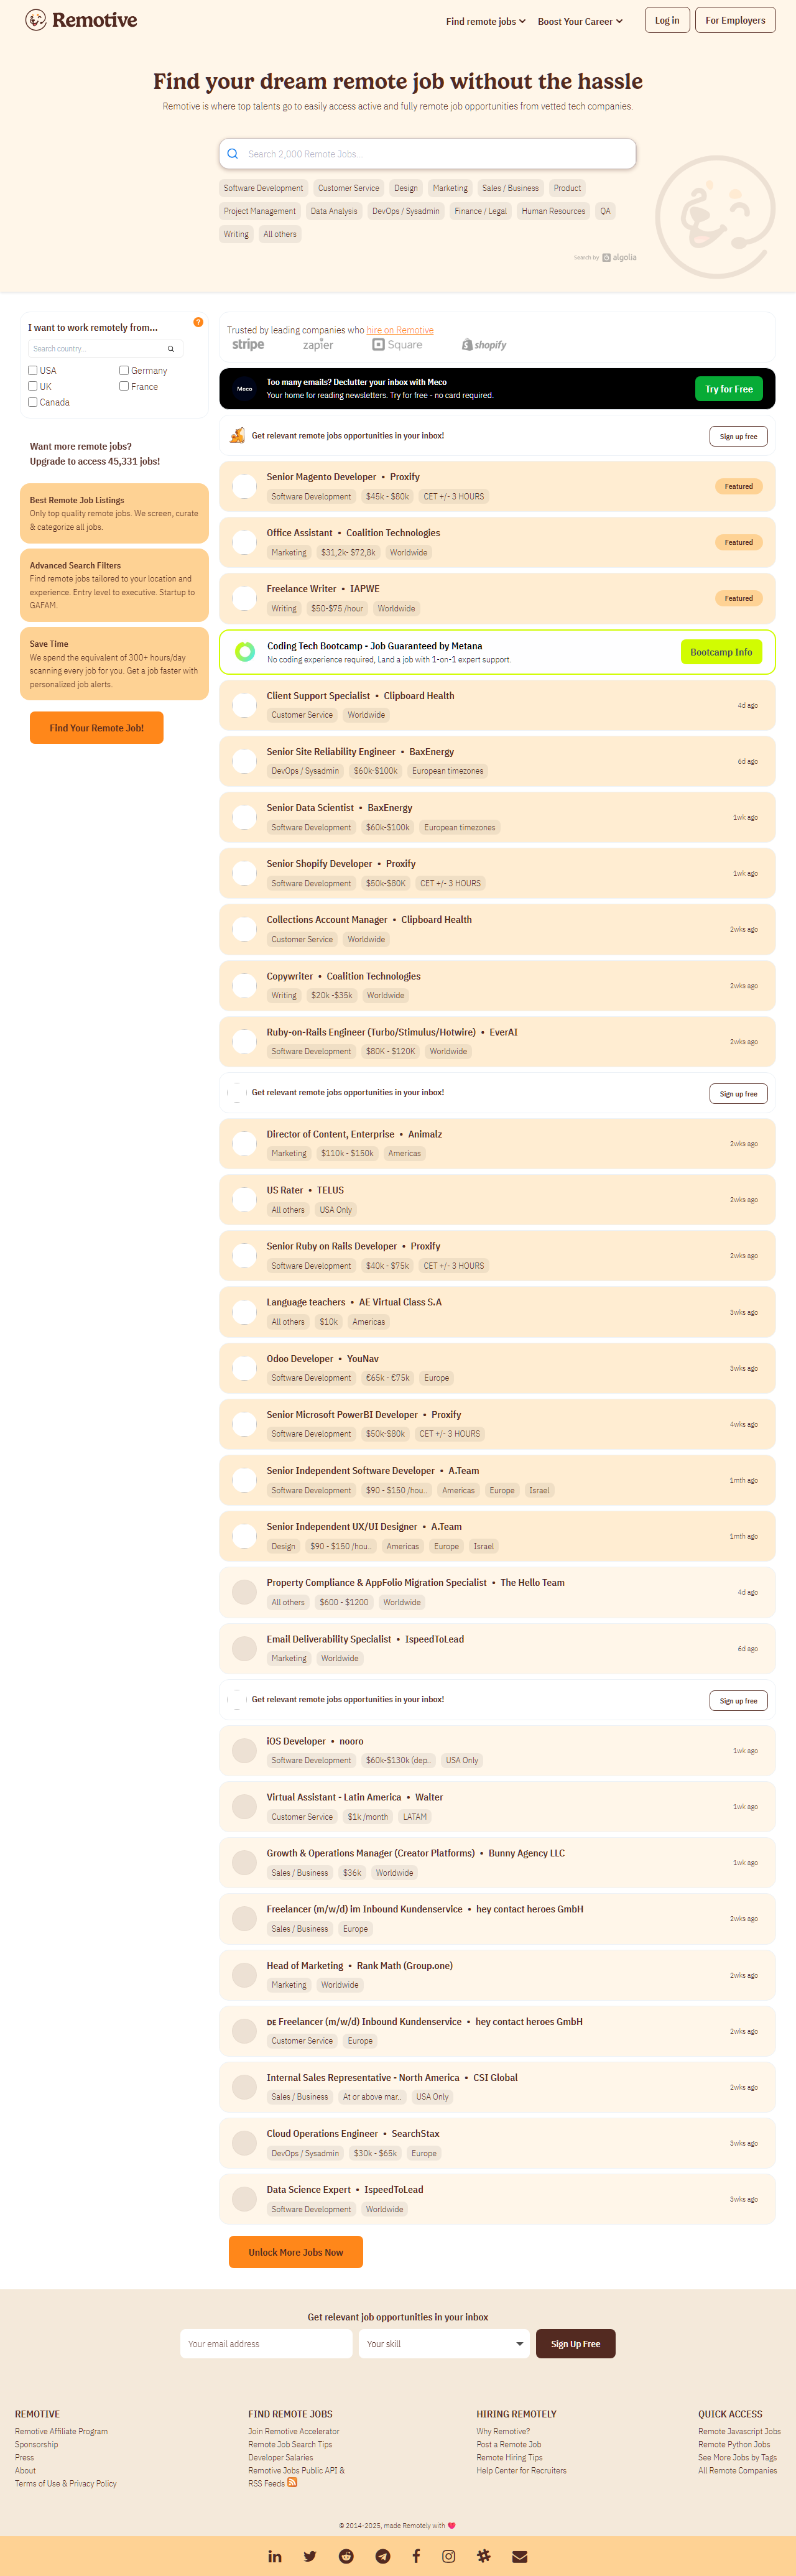 Remotive
Find remote jobs
Boost Your Career
Log in
For Employers
Find your dream remote job without the hassle
Remotive is where top talents go to easily access active and fully remote job opportunities from vetted tech companies.
Search 2,000 Remote Jobs...
Software Development Customer Service Design Marketing Sales / Business Product
Project Management Data Analysis DevOps / Sysadmin Finance / Legal Human Resources QA
Writing All others
Search by algolia
I want to work remotely from...
?
Search country...
USA Germany
UK France
Canada
Want more remote jobs?
Upgrade to access 45,331 jobs!
Best Remote Job Listings
Only top quality remote jobs. We screen, curate
& categorize all jobs.
Advanced Search Filters
Find remote jobs tailored to your location and
experience. Entry level to executive. Startup to
GAFAM.
Save Time
We spend the equivalent of 300+ hours/day
scanning every job for you. Get a job faster with
personalized job alerts.
Find Your Remote Job!
Trusted by leading companies who hire on Remotive
stripe zapier Square shopify
Meco
Too many emails? Declutter your inbox with Meco
Your home for reading newsletters. Try for free - no card required.
Try for Free
Get relevant remote jobs opportunities in your inbox!
Sign up free
Senior Magento Developer • Proxify
Software Development $45k - $80k CET +/- 3 HOURS
Featured
Office Assistant • Coalition Technologies
Marketing $31,2k- $72,8k Worldwide
Featured
Freelance Writer • IAPWE
Writing $50-$75 /hour Worldwide
Featured
Coding Tech Bootcamp - Job Guaranteed by Metana
No coding experience required, Land a job with 1-on-1 expert support.
Bootcamp Info
Client Support Specialist • Clipboard Health
Customer Service Worldwide
4d ago
Senior Site Reliability Engineer • BaxEnergy
DevOps / Sysadmin $60k-$100k European timezones
6d ago
Senior Data Scientist • BaxEnergy
Software Development $60k-$100k European timezones
1wk ago
Senior Shopify Developer • Proxify
Software Development $50k-$80K CET +/- 3 HOURS
1wk ago
Collections Account Manager • Clipboard Health
Customer Service Worldwide
2wks ago
Copywriter • Coalition Technologies
Writing $20k -$35k Worldwide
2wks ago
Ruby-on-Rails Engineer (Turbo/Stimulus/Hotwire) • EverAI
Software Development $80K - $120K Worldwide
2wks ago
Get relevant remote jobs opportunities in your inbox!
Sign up free
Director of Content, Enterprise • Animalz
Marketing $110k - $150k Americas
2wks ago
US Rater • TELUS
All others USA Only
2wks ago
Senior Ruby on Rails Developer • Proxify
Software Development $40k - $75k CET +/- 3 HOURS
2wks ago
Language teachers • AE Virtual Class S.A
All others $10k Americas
3wks ago
Odoo Developer • YouNav
Software Development €65k - €75k Europe
3wks ago
Senior Microsoft PowerBI Developer • Proxify
Software Development $50k-$80k CET +/- 3 HOURS
4wks ago
Senior Independent Software Developer • A.Team
Software Development $90 - $150 /hou.. Americas Europe Israel
1mth ago
Senior Independent UX/UI Designer • A.Team
Design $90 - $150 /hou.. Americas Europe Israel
1mth ago
Property Compliance & AppFolio Migration Specialist • The Hello Team
All others $600 - $1200 Worldwide
4d ago
Email Deliverability Specialist • IspeedToLead
Marketing Worldwide
6d ago
Get relevant remote jobs opportunities in your inbox!
Sign up free
iOS Developer • nooro
Software Development $60k-$130k (dep.. USA Only
1wk ago
Virtual Assistant - Latin America • Walter
Customer Service $1k /month LATAM
1wk ago
Growth & Operations Manager (Creator Platforms) • Bunny Agency LLC
Sales / Business $36k Worldwide
1wk ago
Freelancer (m/w/d) im Inbound Kundenservice • hey contact heroes GmbH
Sales / Business Europe
2wks ago
Head of Marketing • Rank Math (Group.one)
Marketing Worldwide
2wks ago
DE Freelancer (m/w/d) Inbound Kundenservice • hey contact heroes GmbH
Customer Service Europe
2wks ago
Internal Sales Representative - North America • CSI Global
Sales / Business At or above mar.. USA Only
2wks ago
Cloud Operations Engineer • SearchStax
DevOps / Sysadmin $30k - $65k Europe
3wks ago
Data Science Expert • IspeedToLead
Software Development Worldwide
3wks ago
Unlock More Jobs Now
Get relevant job opportunities in your inbox
Your email address
Your skill
Sign Up Free
REMOTIVE
Remotive Affiliate Program
Sponsorship
Press
About
Terms of Use & Privacy Policy
FIND REMOTE JOBS
Join Remotive Accelerator
Remote Job Search Tips
Developer Salaries
Remotive Jobs Public API &
RSS Feeds
HIRING REMOTELY
Why Remotive?
Post a Remote Job
Remote Hiring Tips
Help Center for Recruiters
QUICK ACCESS
Remote Javascript Jobs
Remote Python Jobs
See More Jobs by Tags
All Remote Companies
© 2014-2025, made Remotely with